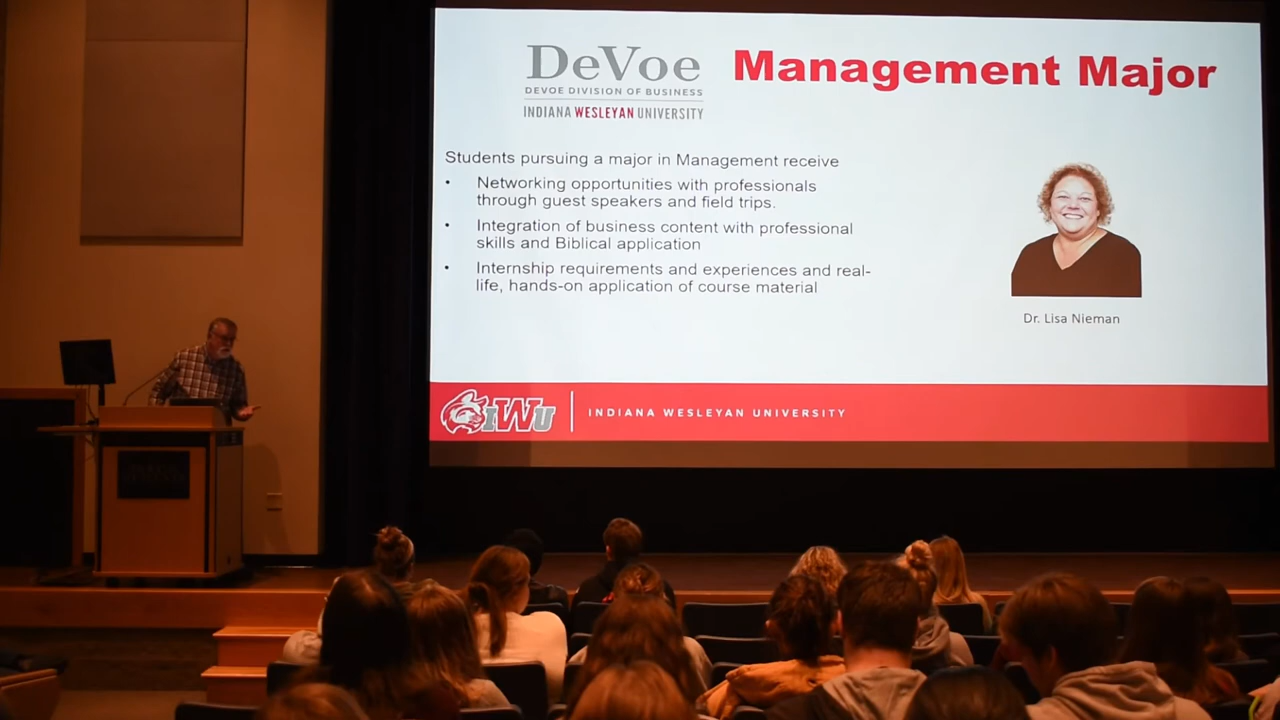 DeVoe
DEVOE DIVISION OF BUSINESS
INDIANA WESLEYAN UNIVERSITY
Management Major
Students pursuing a major in Management receive
• Networking opportunities with professionals
through guest speakers and field trips.
• Integration of business content with professional
skills and Biblical application
• Internship requirements and experiences and real-
life, hands-on application of course material
Dr. Lisa Nieman
IWU
INDIANA WESLEYAN UNIVERSITY